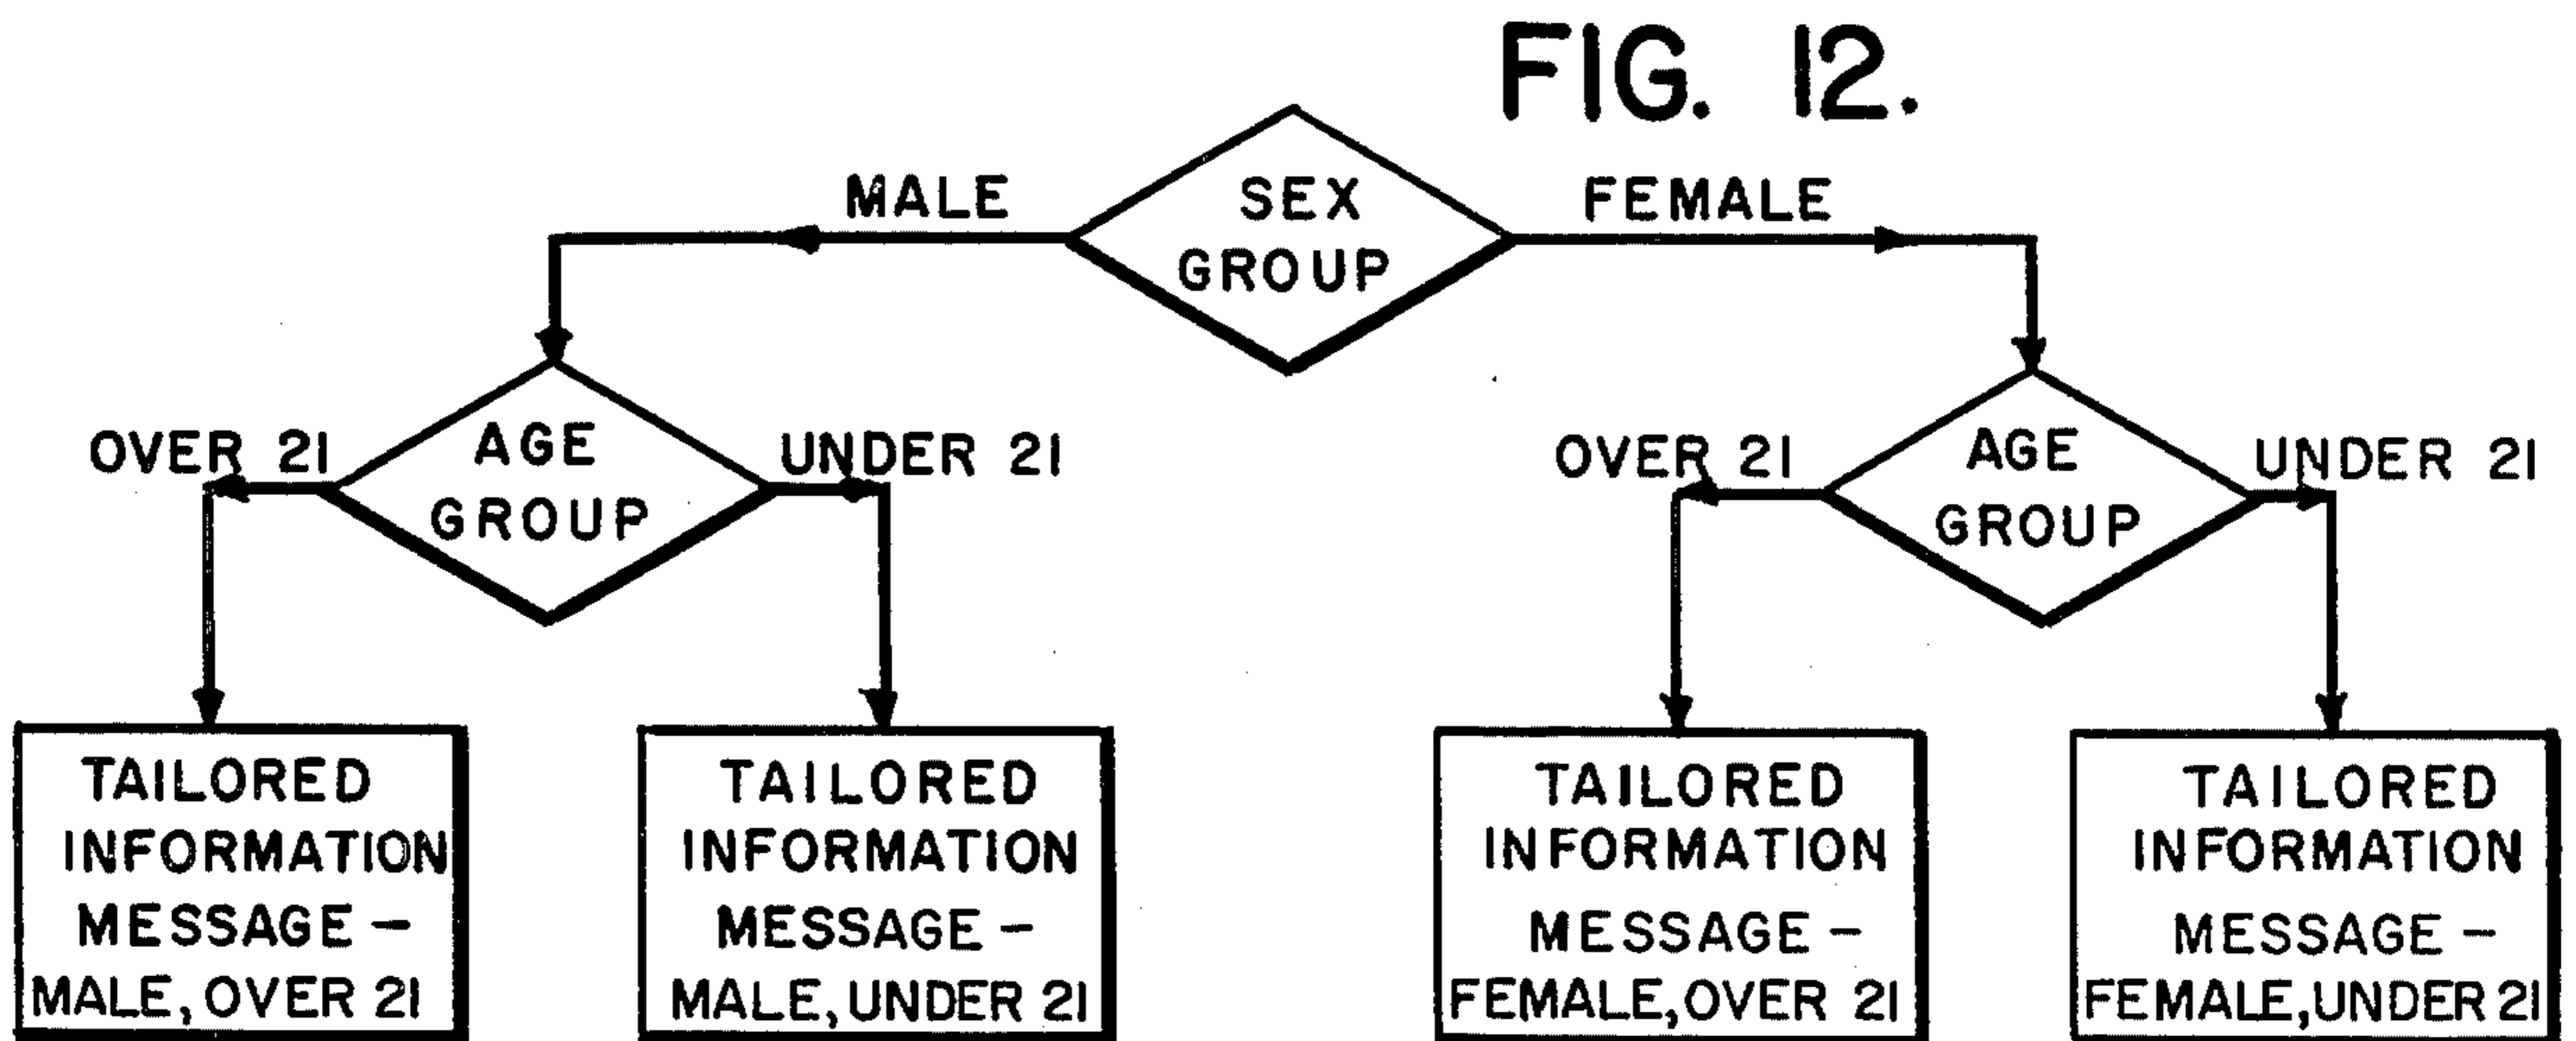 FIG. 12.
MALE
SEX
GROUP
FEMALE
OVER 21
AGE
GROUP
UNDER 21
OVER 21
AGE
GROUP
UNDER 21
TAILORED
INFORMATION
MESSAGE –
MALE, OVER 21
TAILORED
INFORMATION
MESSAGE –
MALE, UNDER 21
TAILORED
INFORMATION
MESSAGE –
FEMALE, OVER 21
TAILORED
INFORMATION
MESSAGE –
FEMALE, UNDER 21